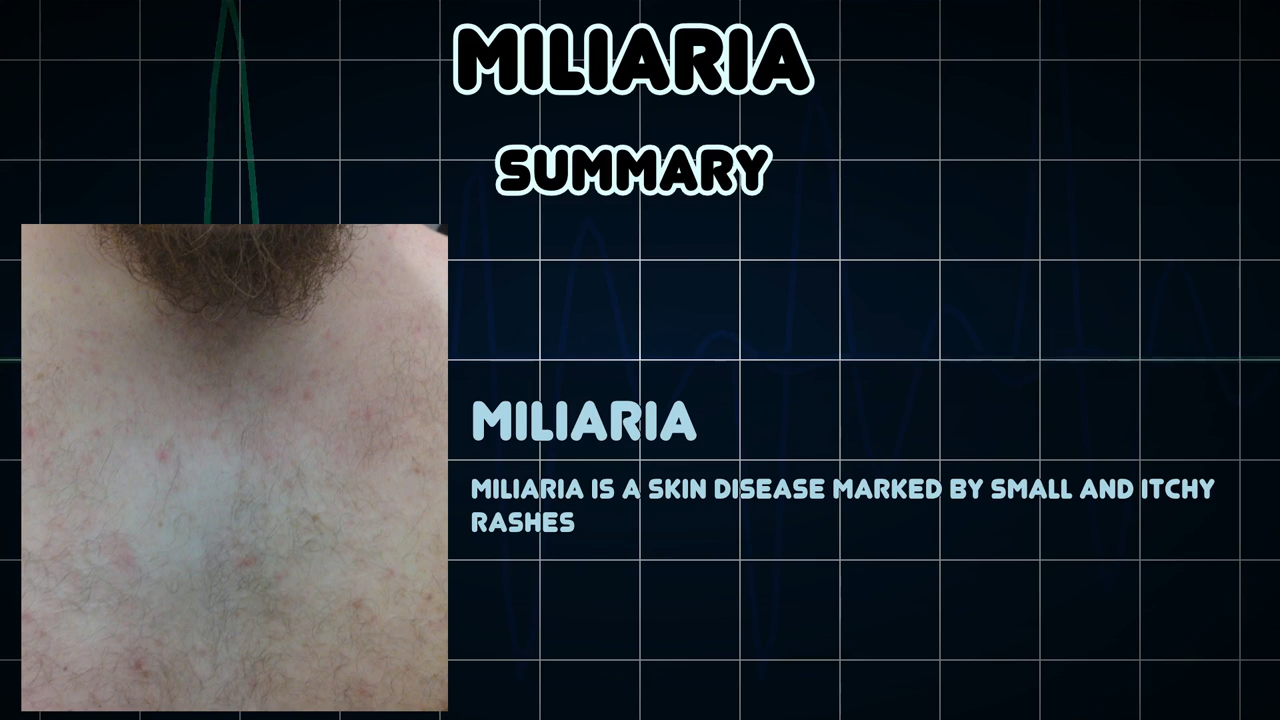 MILIARIA
SUMMARY
MILIARIA
MILIARIA IS A SKIN DISEASE MARKED BY SMALL AND ITCHY
RASHES